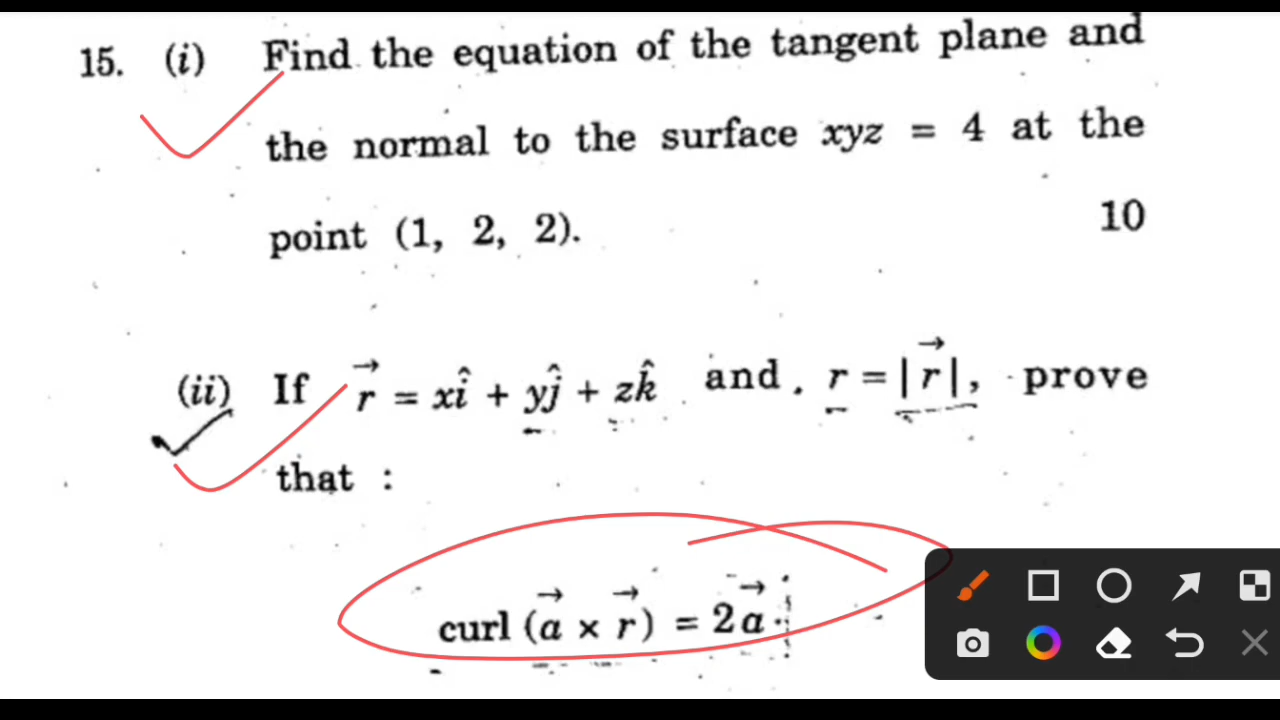 15. (i) Find the equation of the tangent plane and
the normal to the surface xyz = 4 at the
point (1, 2, 2). 10
(ii) If r⃗ = xî + yĵ + zk̂ and r = |r⃗|, prove
that :
curl (a⃗ × r⃗) = 2a⃗.